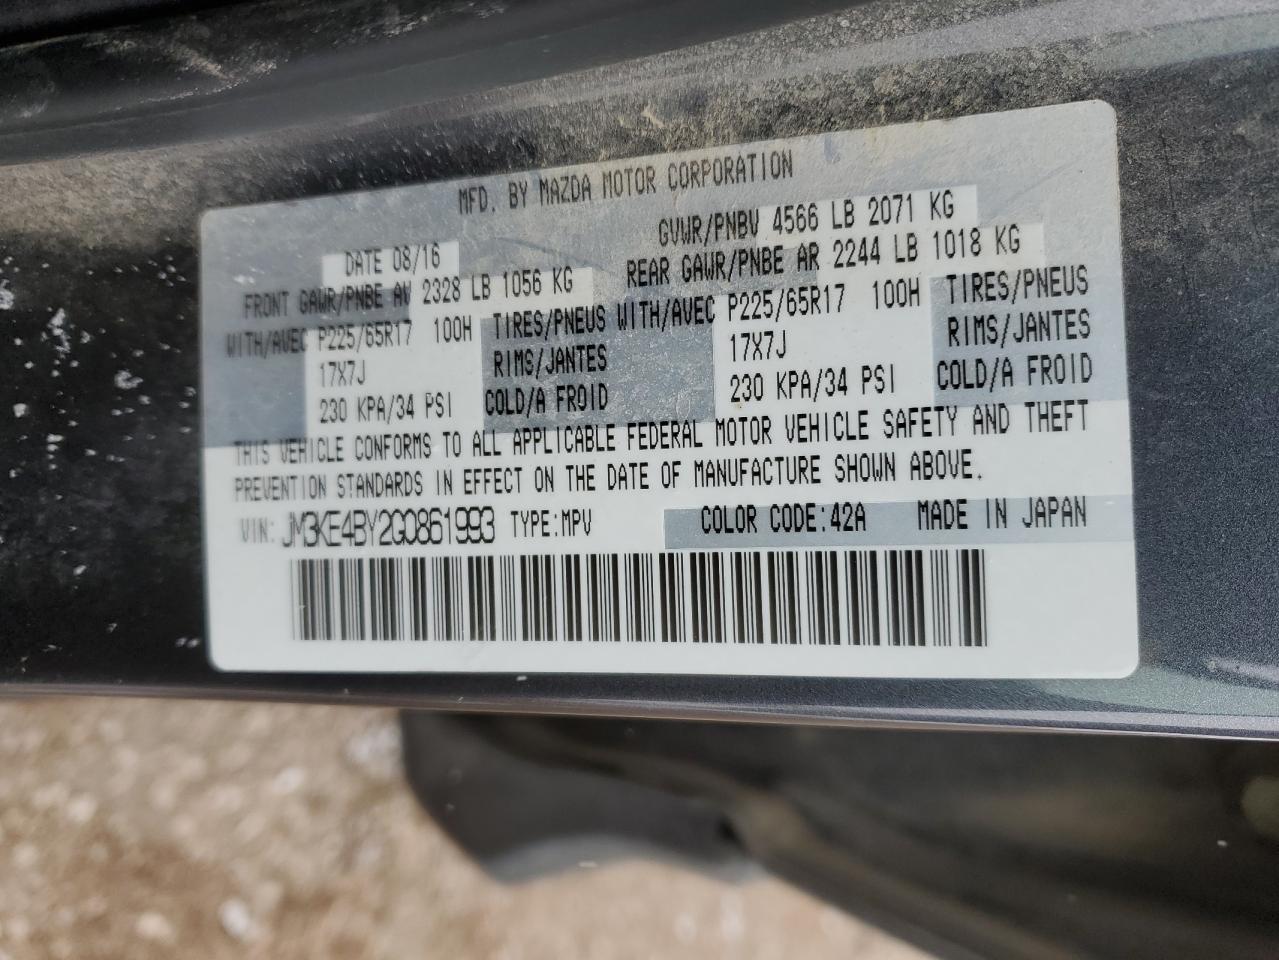 MFD. BY MAZDA MOTOR CORPORATION
DATE 08/16 GVWR/PNBV 4566 LB 2071 KG
FRONT GAWR/PNBE AV 2328 LB 1056 KG REAR GAWR/PNBE AR 2244 LB 1018 KG
WITH/AVEC P225/65R17 100H TIRES/PNEUS WITH/AVEC P225/65R17 100H TIRES/PNEUS
17X7J RIMS/JANTES 17X7J RIMS/JANTES
230 KPA/34 PSI COLD/A FROID 230 KPA/34 PSI COLD/A FROID
THIS VEHICLE CONFORMS TO ALL APPLICABLE FEDERAL MOTOR VEHICLE SAFETY AND THEFT
PREVENTION STANDARDS IN EFFECT ON THE DATE OF MANUFACTURE SHOWN ABOVE.
VIN: JM3KE4BY2G0861993 TYPE:MPV COLOR CODE:42A MADE IN JAPAN